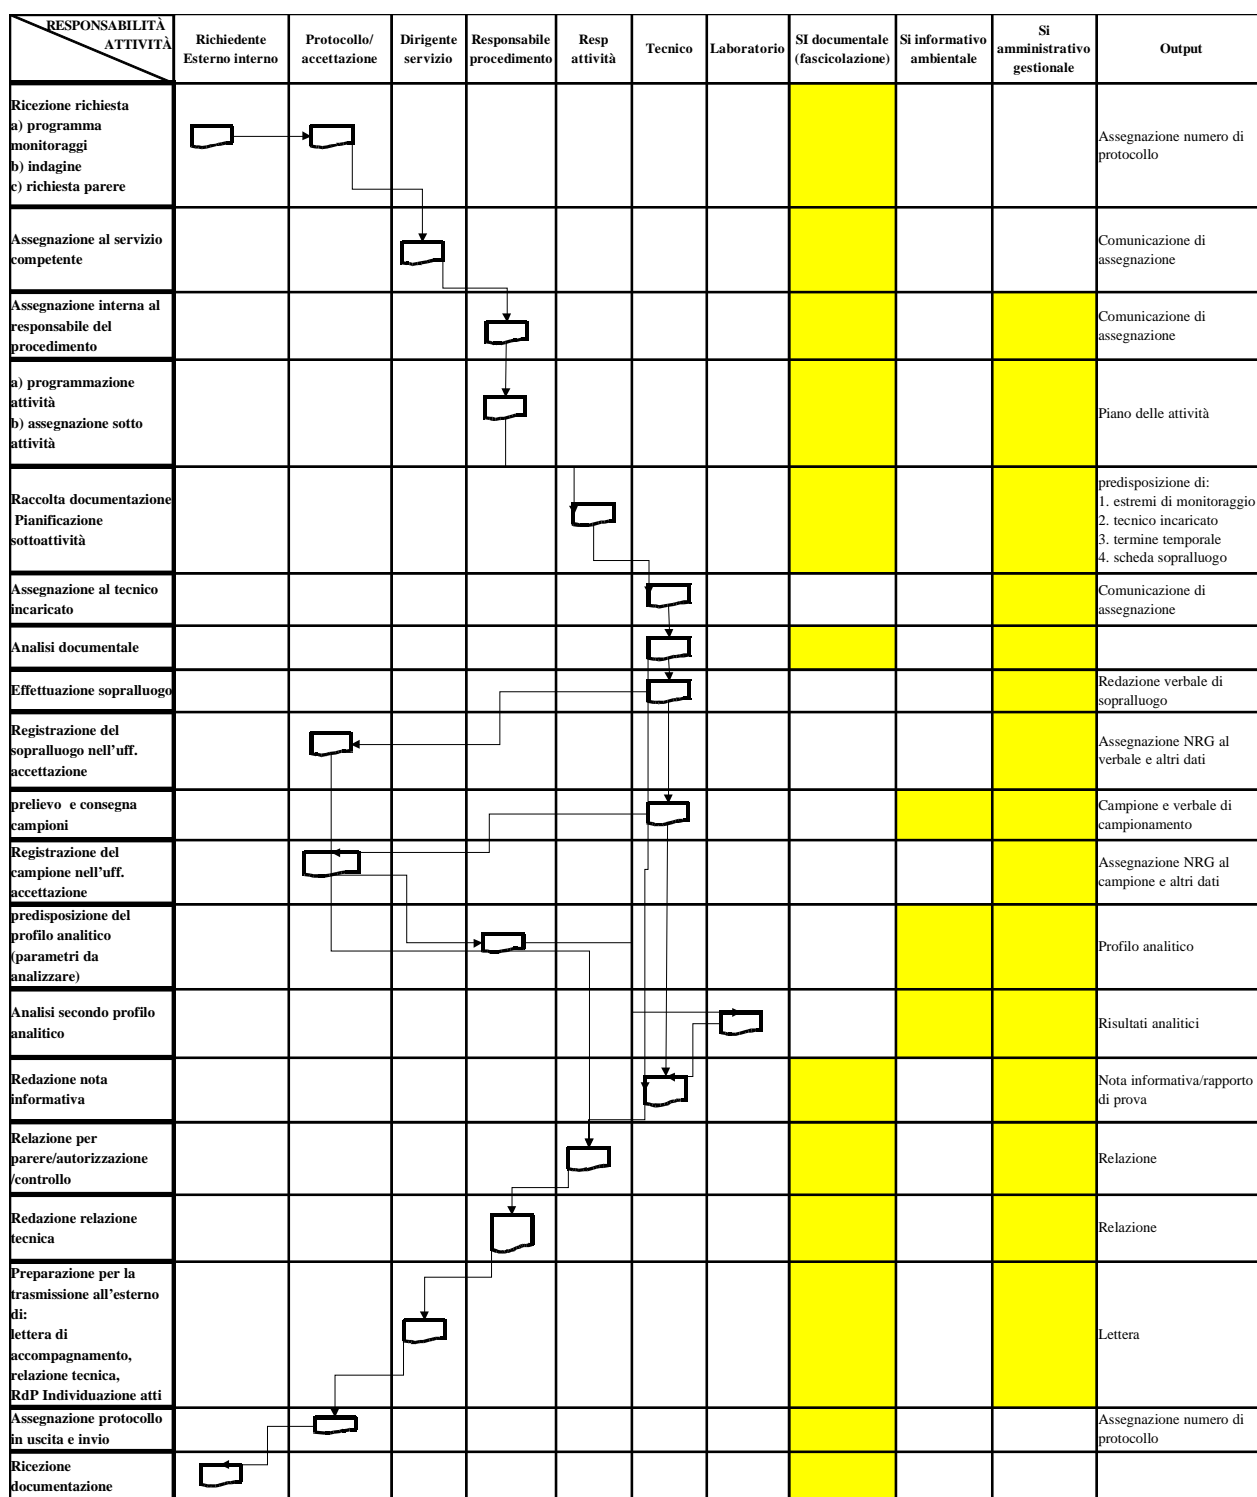 RESPONSABILITÀ
ATTIVITÀ
Richiedente
Esterno interno
Protocollo/
accettazione
Dirigente
servizio
Responsabile
procedimento
Resp
attività
Tecnico
Laboratorio
SI documentale
(fascicolazione)
Si informativo
ambientale
Si
amministrativo
gestionale
Output
Ricezione richiesta
a) programma
monitoraggi
b) indagine
c) richiesta parere
Assegnazione numero di
protocollo
Assegnazione al servizio
competente
Comunicazione di
assegnazione
Assegnazione interna al
responsabile del
procedimento
Comunicazione di
assegnazione
a) programmazione
attività
b) assegnazione sotto
attività
Piano delle attività
Raccolta documentazione
Pianificazione
sottoattività
predisposizione di:
1. estremi di monitoraggio
2. tecnico incaricato
3. termine temporale
4. scheda sopralluogo
Assegnazione al tecnico
incaricato
Comunicazione di
assegnazione
Analisi documentale
Effettuazione sopralluogo
Redazione verbale di
sopralluogo
Registrazione del
sopralluogo nell'uff.
accettazione
Assegnazione NRG al
verbale e altri dati
prelievo e consegna
campioni
Campione e verbale di
campionamento
Registrazione del
campione nell'uff.
accettazione
Assegnazione NRG al
campione e altri dati
predisposizione del
profilo analitico
(parametri da
analizzare)
Profilo analitico
Analisi secondo profilo
analitico
Risultati analitici
Redazione nota
informativa
Nota informativa/rapporto
di prova
Relazione per
parere/autorizzazione
/controllo
Relazione
Redazione relazione
tecnica
Relazione
Preparazione per la
trasmissione all'esterno
di:
lettera di
accompagnamento,
relazione tecnica,
RdP Individuazione atti
Lettera
Assegnazione protocollo
in uscita e invio
Assegnazione numero di
protocollo
Ricezione
documentazione